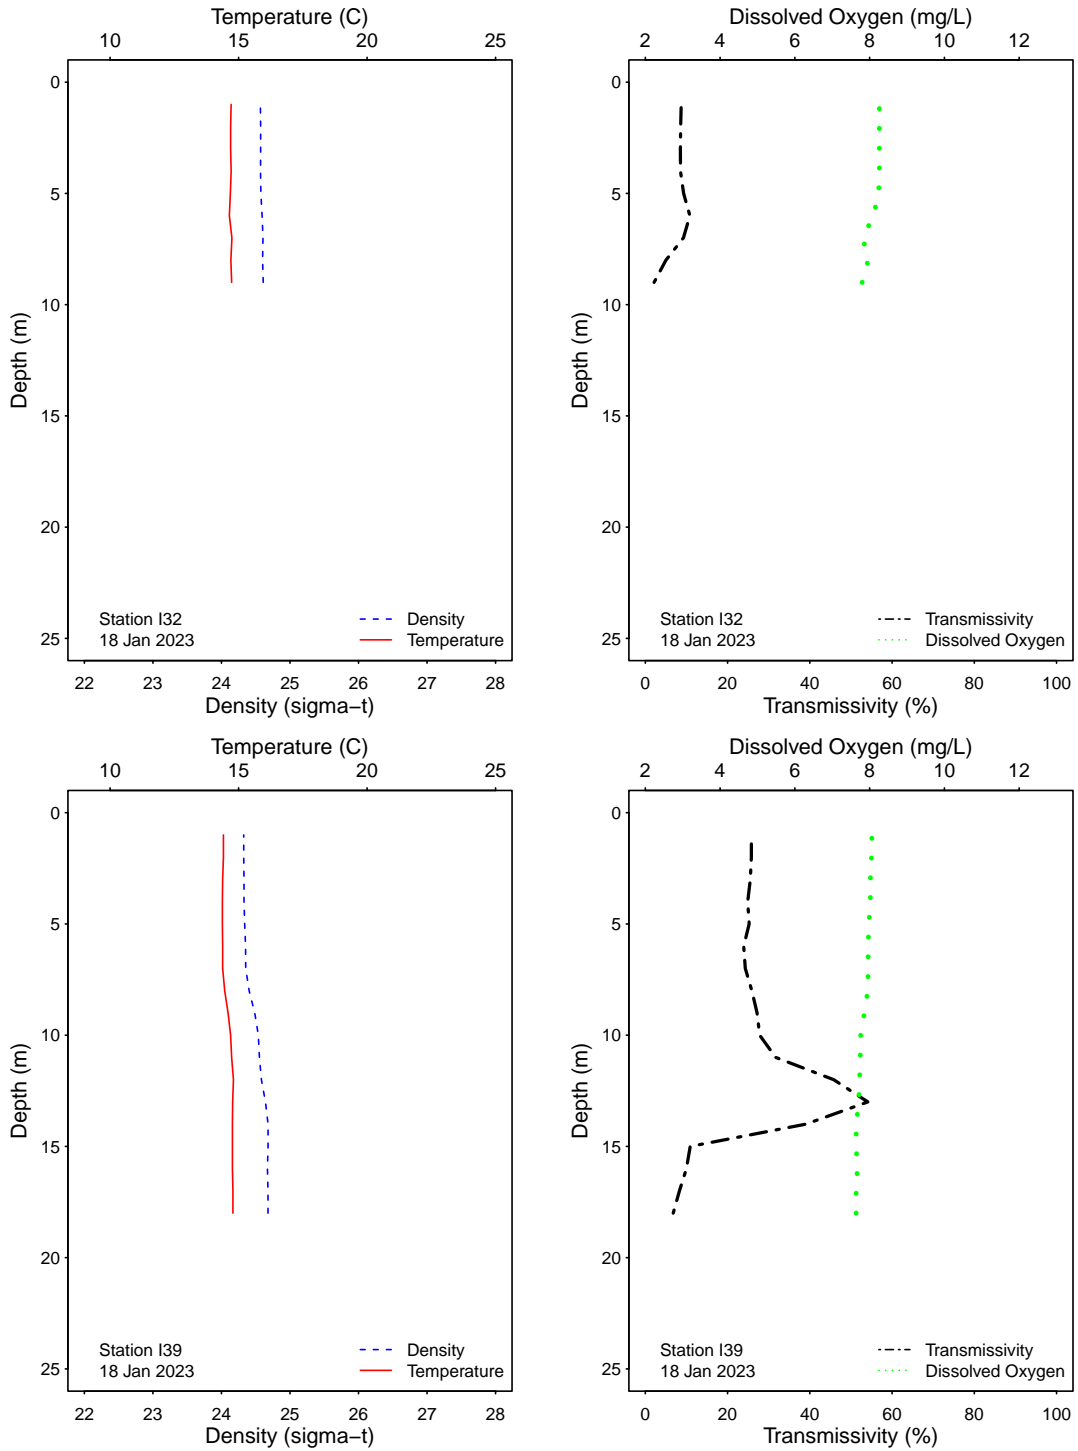 Temperature (C)
10 15 20 25
0
5
10
15
20
25
Depth (m)
Station I32
18 Jan 2023
Density
Temperature
22 23 24 25 26 27 28
Density (sigma−t)
Dissolved Oxygen (mg/L)
2 4 6 8 10 12
0
5
10
15
20
25
Depth (m)
Station I32
18 Jan 2023
Transmissivity
Dissolved Oxygen
0 20 40 60 80 100
Transmissivity (%)
Temperature (C)
10 15 20 25
0
5
10
15
20
25
Depth (m)
Station I39
18 Jan 2023
Density
Temperature
22 23 24 25 26 27 28
Density (sigma−t)
Dissolved Oxygen (mg/L)
2 4 6 8 10 12
0
5
10
15
20
25
Depth (m)
Station I39
18 Jan 2023
Transmissivity
Dissolved Oxygen
0 20 40 60 80 100
Transmissivity (%)